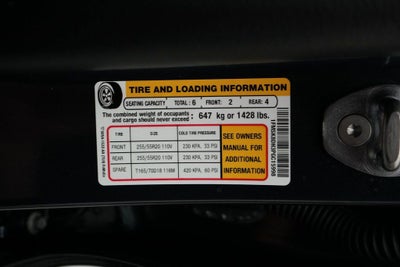 TIRE AND LOADING INFORMATION
SEATING CAPACITY TOTAL: 6 FRONT: 2 REAR: 4
The combined weight of occupants
and cargo should never exceed : 647 kg or 1428 lbs.
TIRE SIZE COLD TIRE PRESSURE
FRONT 255/55R20 110V 230 KPA, 33 PSI
REAR 255/55R20 110V 230 KPA, 33 PSI
SPARE T165/70D18 116M 420 KPA, 60 PSI
SEE OWNERS
MANUAL FOR
ADDITIONAL
INFORMATION